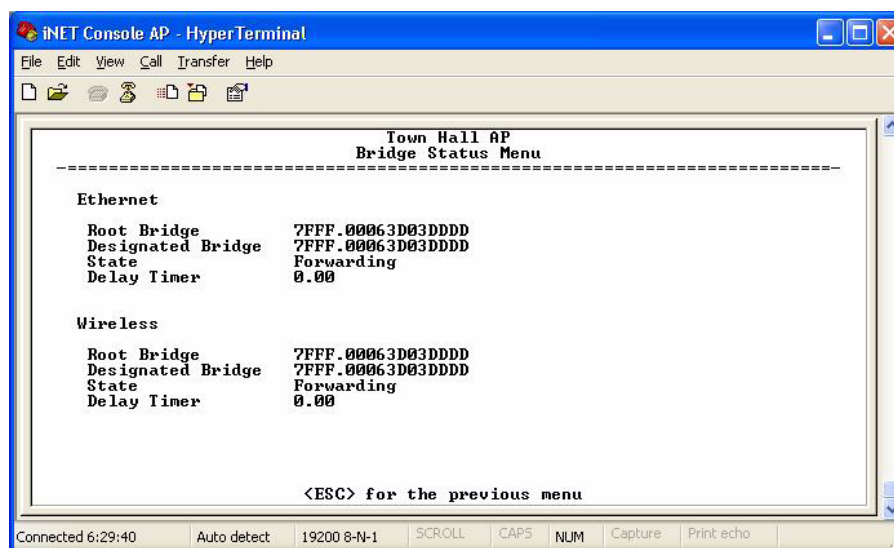 iNET Console AP - HyperTerminal
File Edit View Call Transfer Help
Town Hall AP
Bridge Status Menu
-==========================================================================-
Ethernet
Root Bridge 7FFF.00063D03DDDD
Designated Bridge 7FFF.00063D03DDDD
State Forwarding
Delay Timer 0.00
Wireless
Root Bridge 7FFF.00063D03DDDD
Designated Bridge 7FFF.00063D03DDDD
State Forwarding
Delay Timer 0.00
<ESC> for the previous menu
Connected 6:29:40 Auto detect 19200 8-N-1 SCROLL CAPS NUM Capture Print echo